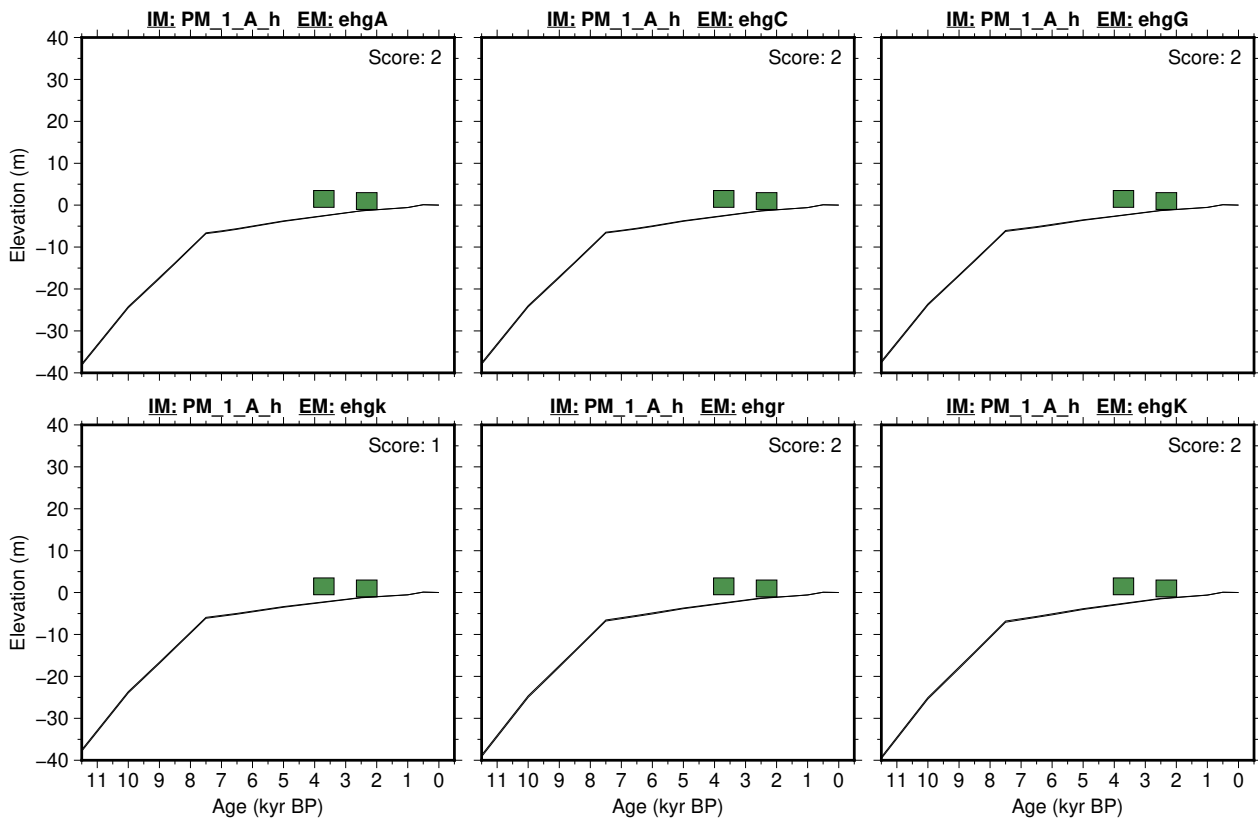 IM: PM_1_A_h EM: ehgA
IM: PM_1_A_h EM: ehgC
IM: PM_1_A_h EM: ehgG
40
30
20
10
0
−10
−20
−30
−40
Elevation (m)
Score: 2
Score: 2
Score: 2
IM: PM_1_A_h EM: ehgk
IM: PM_1_A_h EM: ehgr
IM: PM_1_A_h EM: ehgK
40
30
20
10
0
−10
−20
−30
−40
Elevation (m)
Score: 1
Score: 2
Score: 2
11 10 9 8 7 6 5 4 3 2 1 0
11 10 9 8 7 6 5 4 3 2 1 0
11 10 9 8 7 6 5 4 3 2 1 0
Age (kyr BP)
Age (kyr BP)
Age (kyr BP)